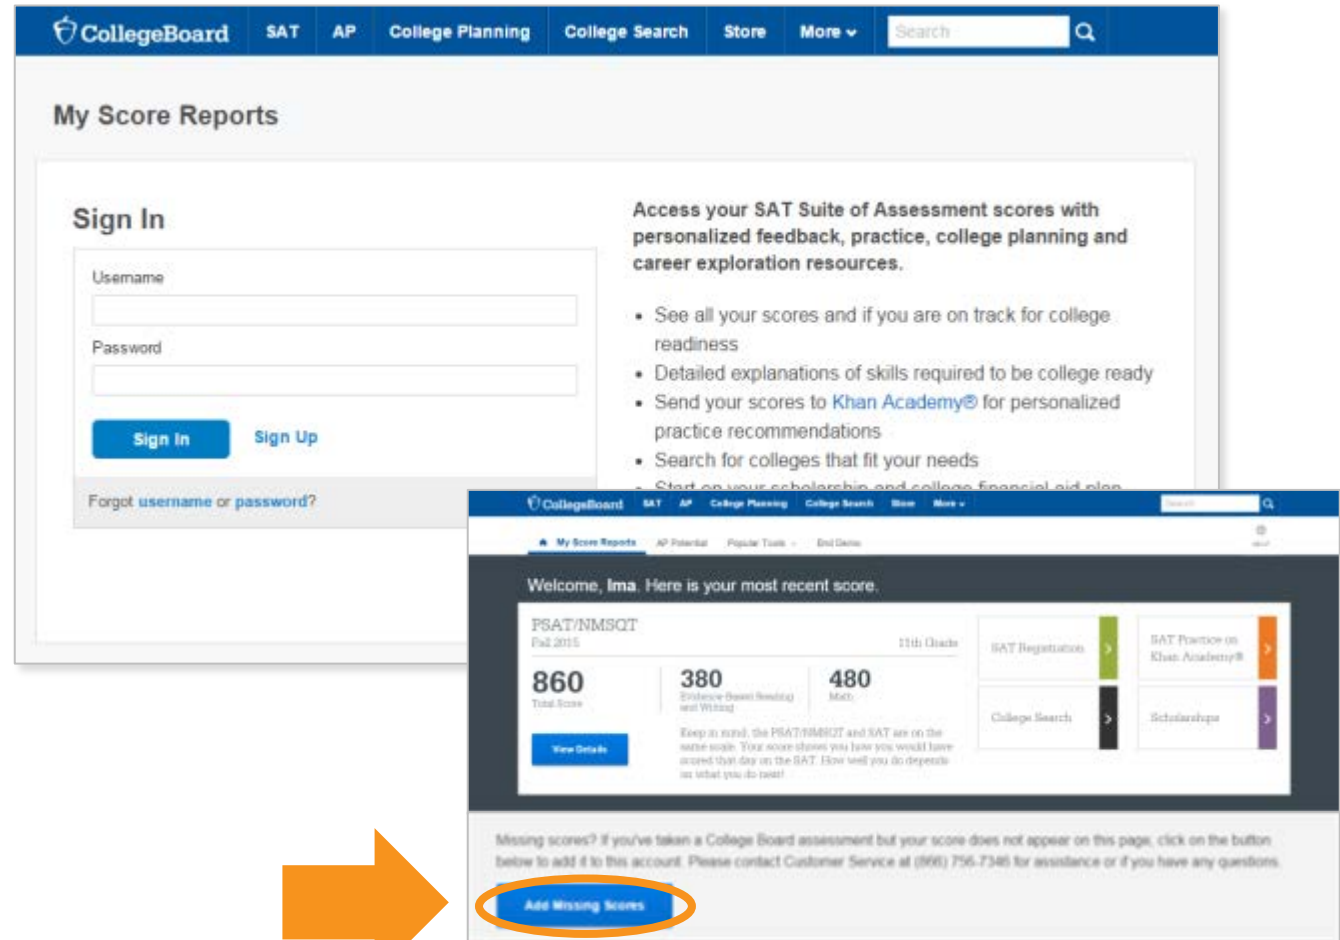 CollegeBoard SAT AP College Planning College Search Store More Search
My Score Reports
Sign In
Username
Password
Sign In Sign Up
Forgot username or password?
Access your SAT Suite of Assessment scores with
personalized feedback, practice, college planning and
career exploration resources.
• See all your scores and if you are on track for college
readiness
• Detailed explanations of skills required to be college ready
• Send your scores to Khan Academy® for personalized
practice recommendations
• Search for colleges that fit your needs
• Start on your scholarship and college financial aid plan
CollegeBoard SAT AP College Planning College Search Store More Search
My Score Reports AP Potential Popular Tools End Demo
Welcome, Ima. Here is your most recent score.
PSAT/NMSQT
Fall 2015 11th Grade
860
Total Score
380
Evidence-Based Reading
and Writing
480
Math
View Details
Keep in mind, the PSAT/NMSQT and SAT are on the
same scale. Your score shows you how you would have
scored that day on the SAT. How well you do depends
on what you do next!
SAT Registration
SAT Practice on
Khan Academy®
College Search
Scholarships
Missing scores? If you've taken a College Board assessment but your score does not appear on this page, click on the button
below to add it to this account. Please contact Customer Service at (866) 756-7346 for assistance or if you have any questions.
Add Missing Scores